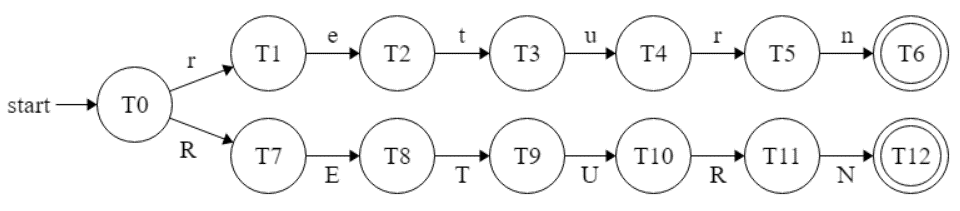 e t u r n
T1 T2 T3 T4 T5 T6
r
start T0
R
T7 T8 T9 T10 T11 T12
E T U R N